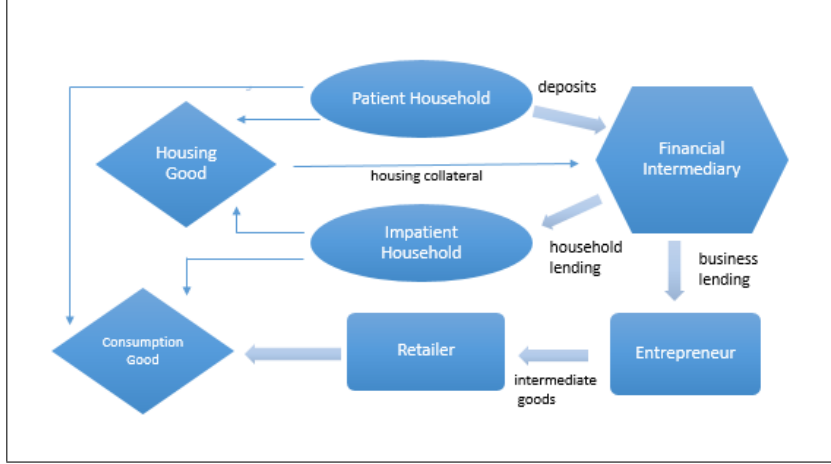 Patient Household
deposits
Financial
Intermediary
Housing
Good
housing collateral
Impatient
Household
household
lending
business
lending
Consumption
Good
Retailer
Entrepreneur
intermediate
goods